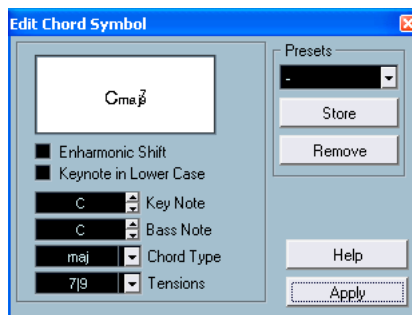 Edit Chord Symbol
Cmaj7/9
Enharmonic Shift
Keynote in Lower Case
C Key Note
C Bass Note
maj Chord Type
7|9 Tensions
Presets
-
Store
Remove
Help
Apply